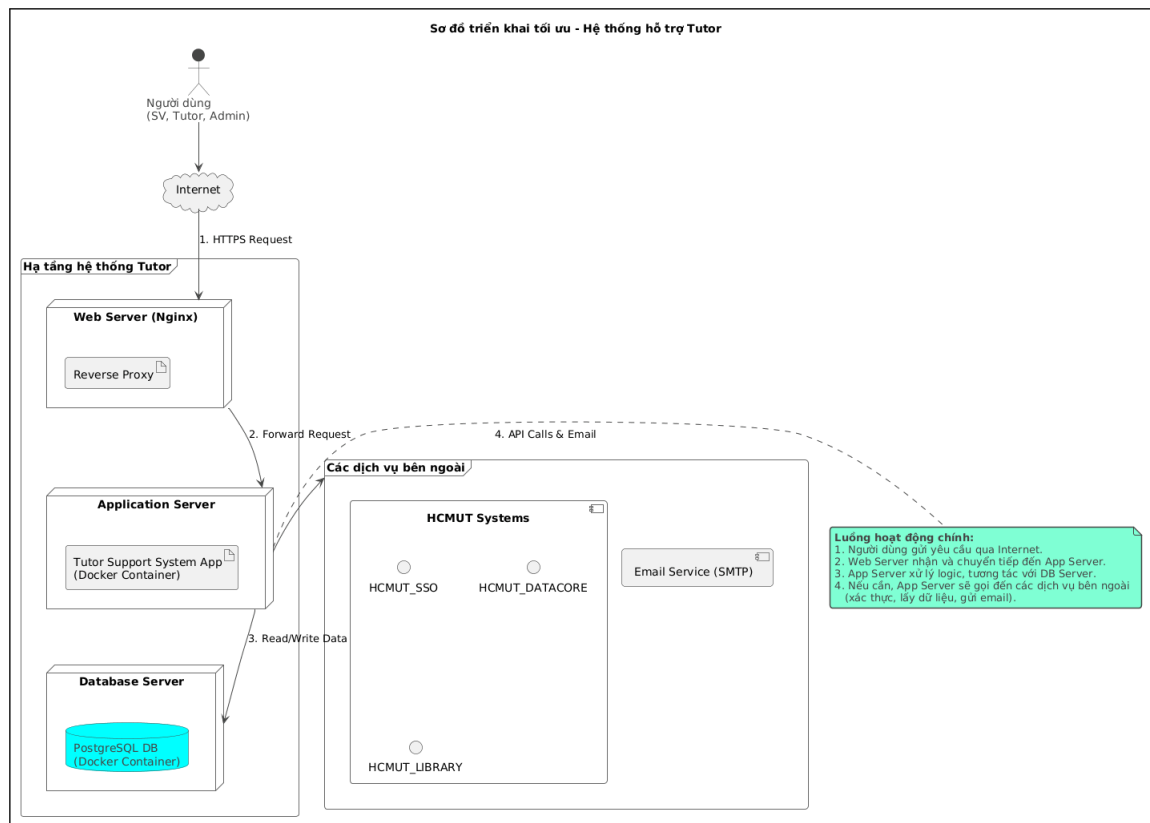 Sơ đồ triển khai tối ưu - Hệ thống hỗ trợ Tutor
Người dùng
(SV, Tutor, Admin)
Internet
1. HTTPS Request
Hạ tầng hệ thống Tutor
Web Server (Nginx)
Reverse Proxy
2. Forward Request
4. API Calls & Email
Các dịch vụ bên ngoài
Application Server
Tutor Support System App
(Docker Container)
HCMUT Systems
HCMUT_SSO
HCMUT_DATACORE
Email Service (SMTP)
Luồng hoạt động chính:
1. Người dùng gửi yêu cầu qua Internet.
2. Web Server nhận và chuyển tiếp đến App Server.
3. App Server xử lý logic, tương tác với DB Server.
4. Nếu cần, App Server sẽ gọi đến các dịch vụ bên ngoài
(xác thực, lấy dữ liệu, gửi email).
3. Read/Write Data
Database Server
PostgreSQL DB
(Docker Container)
HCMUT_LIBRARY